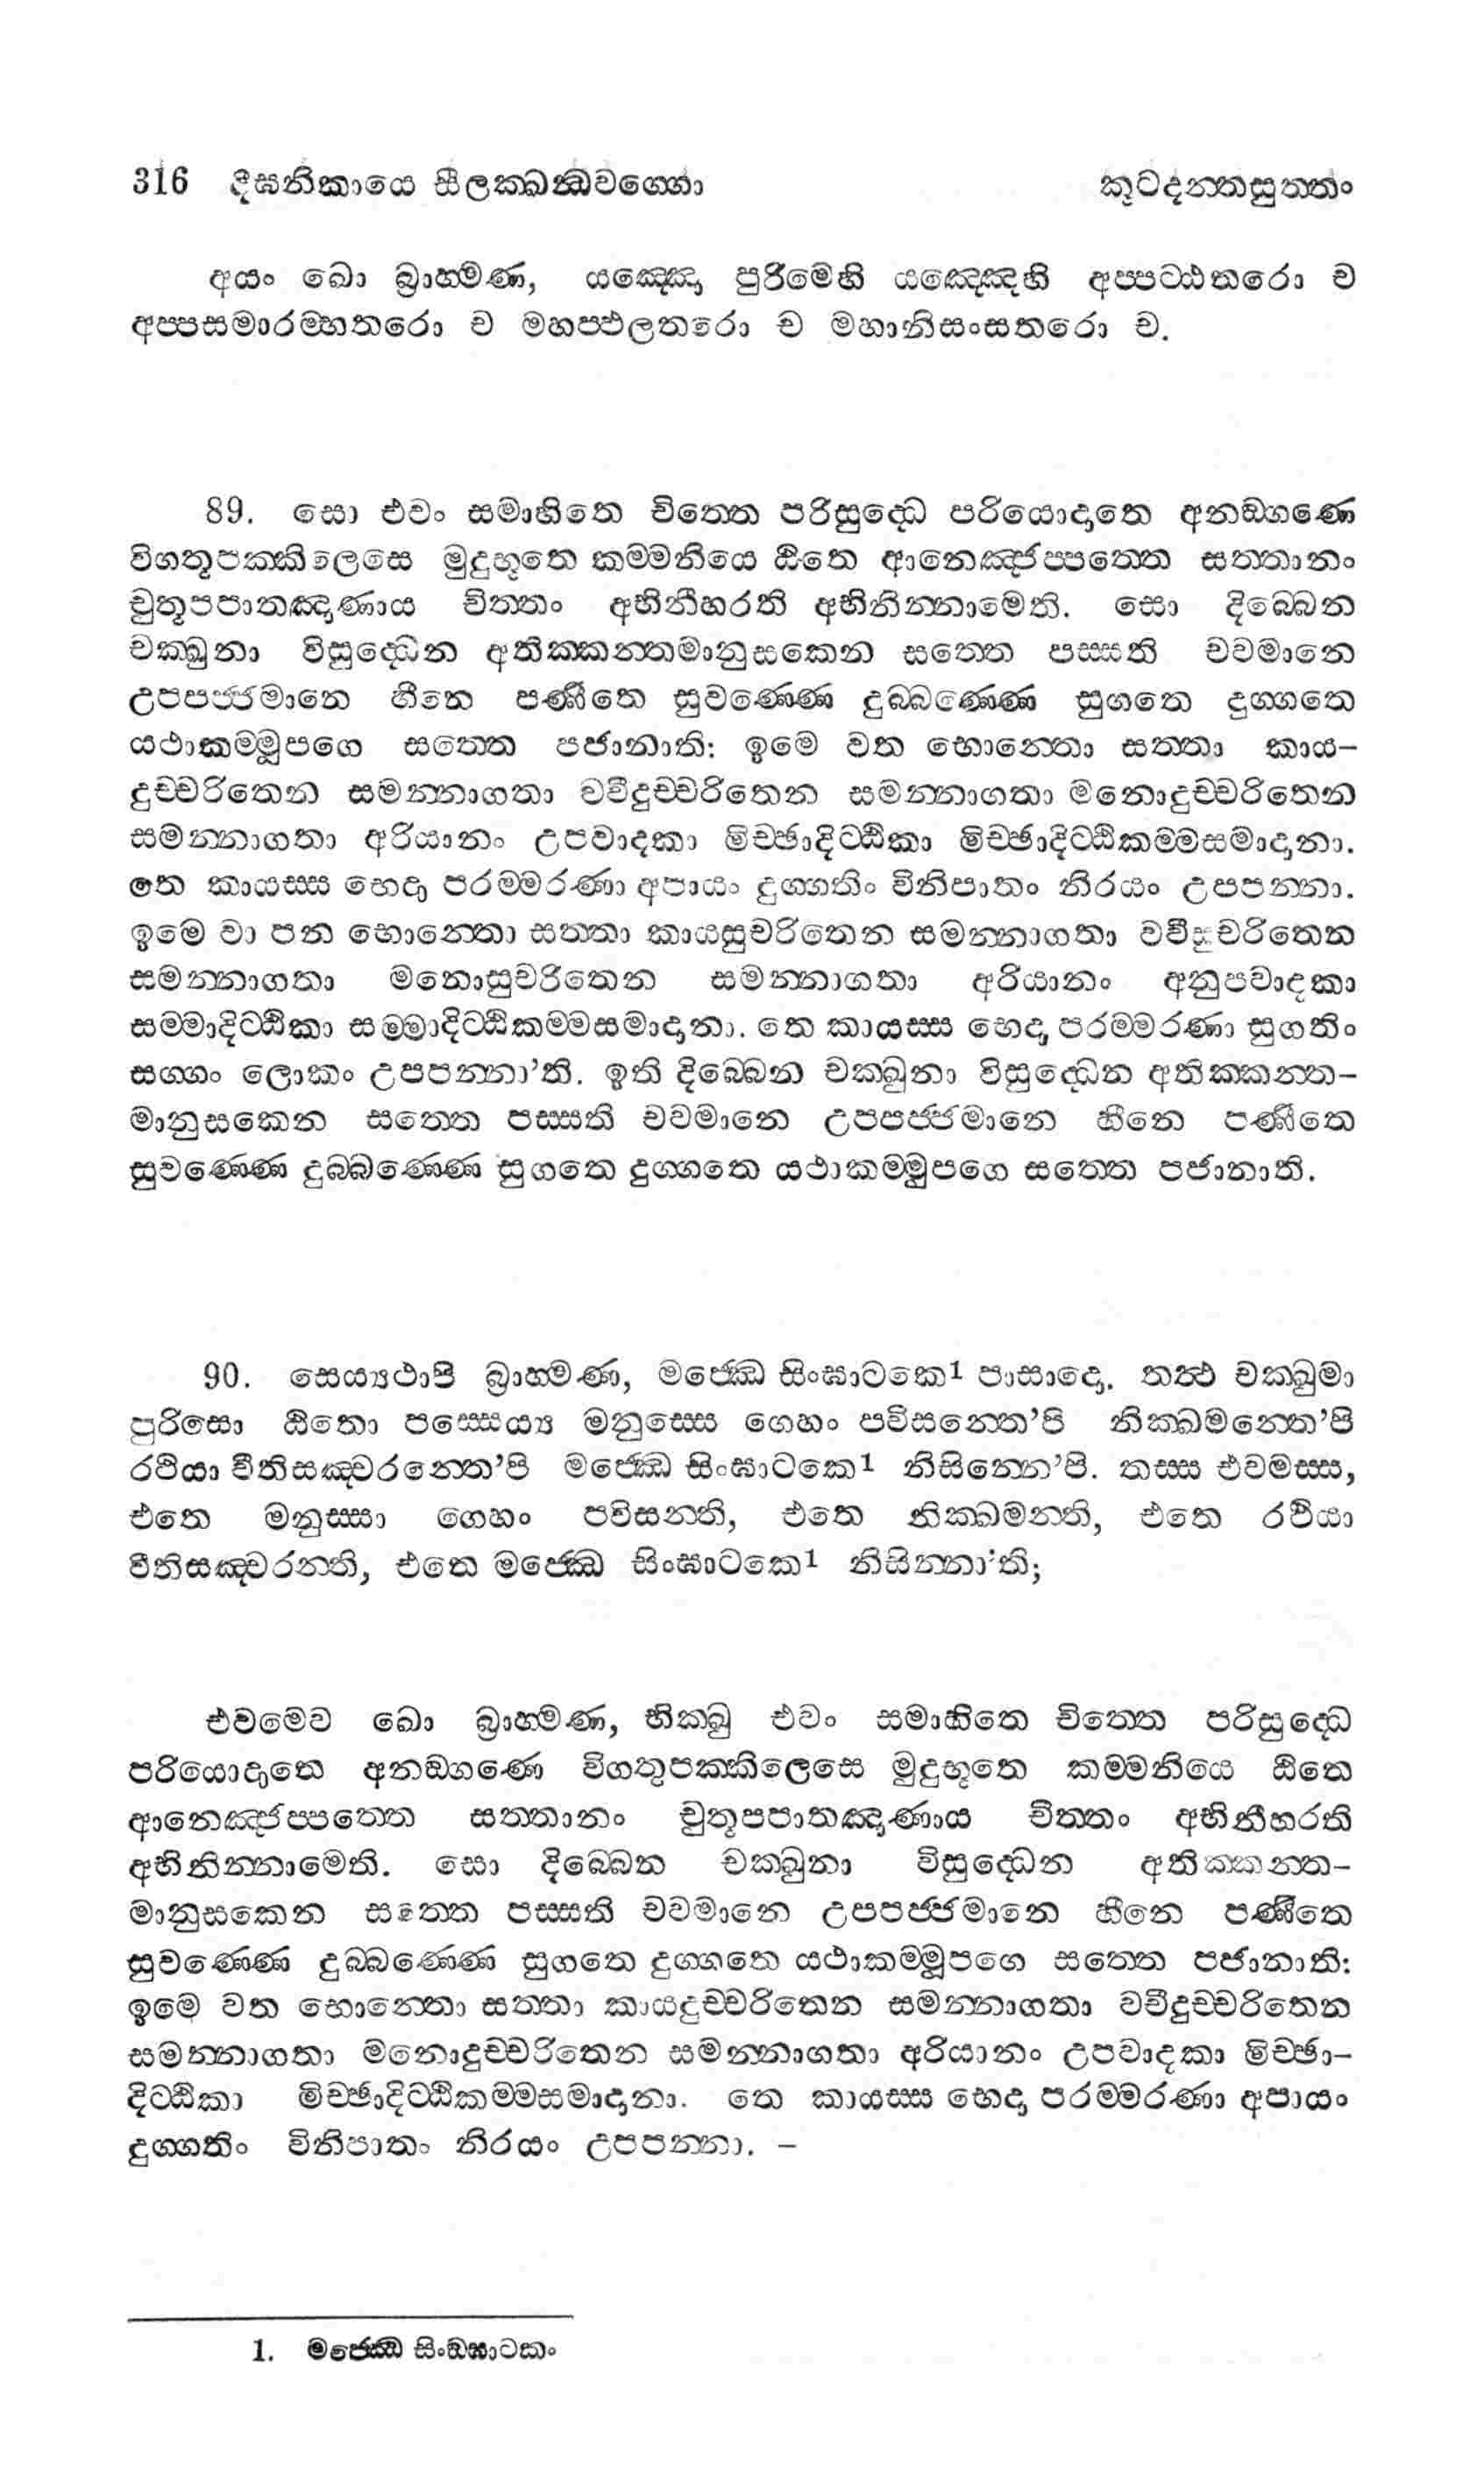 316 දීඝනිකායෙ සීලක්ඛන්ධවග්ගො කූටදන්තසුත්තං
අයං ඛො බ්‍රාහ්මණ, යඤ්ඤො පුරිමෙහි යඤ්ඤෙහි අප්පට්ඨතරො ච
අප්පසමාරම්භතරො ච මහප්ඵලතරො ච මහානිසංසතරො ච.
89. සො එවං සමාහිතෙ චිත්තෙ පරිසුද්ධෙ පරියොදාතෙ අනඞ්ගණෙ
විගතූපක්කිලෙසෙ මුදුභූතෙ කම්මනියෙ ඨිතෙ ආනෙඤ්ජප්පත්තෙ සත්තානං
චුතූපපාතඤාණාය චිත්තං අභිනීහරති අභිනින්නාමෙති. සො දිබ්බෙන
චක්ඛුනා විසුද්ධෙන අතික්කන්තමානුසකෙන සත්තෙ පස්සති චවමානෙ
උපපජ්ජමානෙ හීනෙ පණීතෙ සුවණ්ණෙ දුබ්බණ්ණෙ සුගතෙ දුග්ගතෙ
යථාකම්මූපගෙ සත්තෙ පජානාති: ඉමෙ වත භොන්තො සත්තා කාය-
දුච්චරිතෙන සමන්නාගතා වචීදුච්චරිතෙන සමන්නාගතා මනොදුච්චරිතෙන
සමන්නාගතා අරියානං උපවාදකා මිච්ඡාදිට්ඨිකා මිච්ඡාදිට්ඨිකම්මසමාදානා.
තෙ කායස්ස භෙදා පරම්මරණා අපායං දුග්ගතිං විනිපාතං නිරයං උපපන්නා.
ඉමෙ වා පන භොන්තො සත්තා කායසුචරිතෙන සමන්නාගතා වචීසුචරිතෙන
සමන්නාගතා මනොසුචරිතෙන සමන්නාගතා අරියානං අනුපවාදකා
සම්මාදිට්ඨිකා සම්මාදිට්ඨිකම්මසමාදානා. තෙ කායස්ස භෙදා පරම්මරණා සුගතිං
සග්ගං ලොකං උපපන්නා’ති. ඉති දිබ්බෙන චක්ඛුනා විසුද්ධෙන අතික්කන්ත-
මානුසකෙන සත්තෙ පස්සති චවමානෙ උපපජ්ජමානෙ හීනෙ පණීතෙ
සුවණ්ණෙ දුබ්බණ්ණෙ සුගතෙ දුග්ගතෙ යථාකම්මූපගෙ සත්තෙ පජානාති.
90. සෙය්‍යථාපි බ්‍රාහ්මණ, මජ්ඣෙ සිංඝාටකෙ1 පාසාදො. තත්ථ චක්ඛුමා
පුරිසො ඨිතො පස්සෙය්‍ය මනුස්සෙ ගෙහං පවිසන්තෙ’පි නික්ඛමන්තෙ’පි
රථියා වීතිසඤ්චරන්තෙ’පි මජ්ඣෙ සිංඝාටකෙ1 නිසින්නෙ’පි. තස්ස එවමස්ස,
එතෙ මනුස්සා ගෙහං පවිසන්ති, එතෙ නික්ඛමන්ති, එතෙ රථියා
වීතිසඤ්චරන්ති, එතෙ මජ්ඣෙ සිංඝාටකෙ1 නිසින්නා’ති;
එවමෙව ඛො බ්‍රාහ්මණ, භික්ඛු එවං සමාහිතෙ චිත්තෙ පරිසුද්ධෙ
පරියොදාතෙ අනඞ්ගණෙ විගතූපක්කිලෙසෙ මුදුභූතෙ කම්මනියෙ ඨිතෙ
ආනෙඤ්ජප්පත්තෙ සත්තානං චුතූපපාතඤාණාය චිත්තං අභිනීහරති
අභිනින්නාමෙති. සො දිබ්බෙන චක්ඛුනා විසුද්ධෙන අතික්කන්ත-
මානුසකෙන සත්තෙ පස්සති චවමානෙ උපපජ්ජමානෙ හීනෙ පණීතෙ
සුවණ්ණෙ දුබ්බණ්ණෙ සුගතෙ දුග්ගතෙ යථාකම්මූපගෙ සත්තෙ පජානාති:
ඉමෙ වත භොන්තො සත්තා කායදුච්චරිතෙන සමන්නාගතා වචීදුච්චරිතෙන
සමන්නාගතා මනොදුච්චරිතෙන සමන්නාගතා අරියානං උපවාදකා මිච්ඡා-
දිට්ඨිකා මිච්ඡාදිට්ඨිකම්මසමාදානා. තෙ කායස්ස භෙදා පරම්මරණා අපායං
දුග්ගතිං විනිපාතං නිරයං උපපන්නා. –
1. මජ්ඣෙ සිංඞ්ඝාටකං